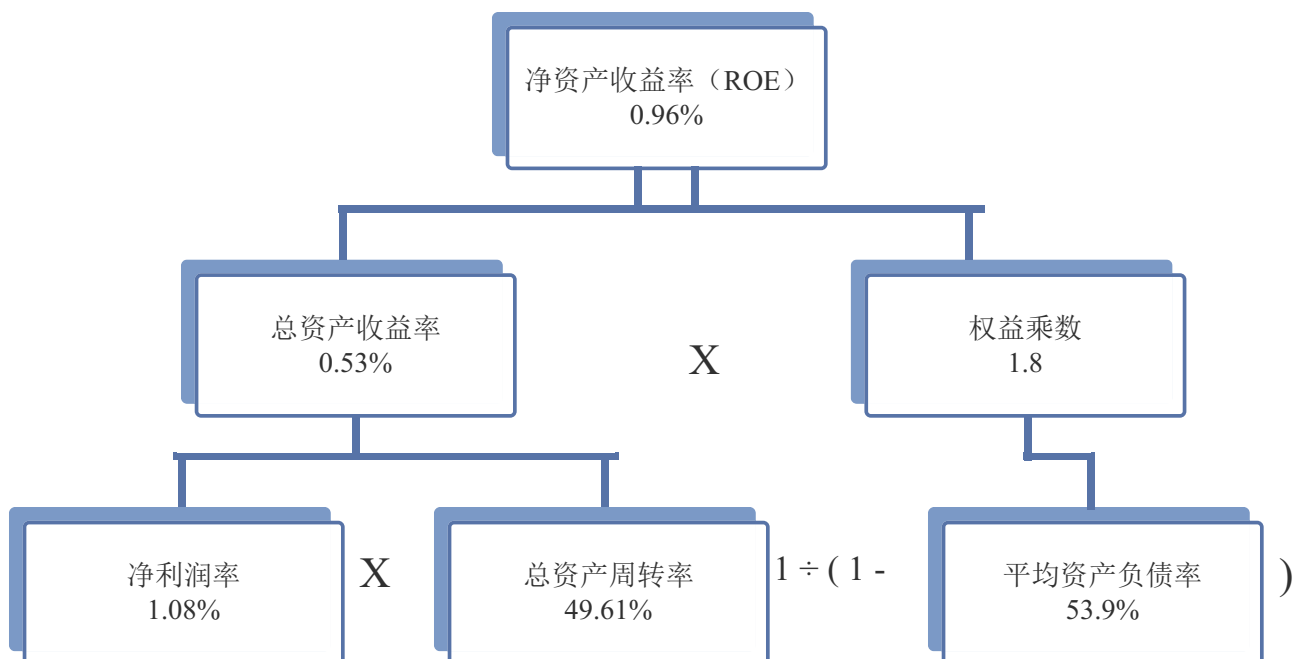 净资产收益率（ROE）
0.96%
总资产收益率
0.53%
X
权益乘数
1.8
净利润率
1.08%
X
总资产周转率
49.61%
1 ÷ ( 1 -
平均资产负债率
53.9%
)